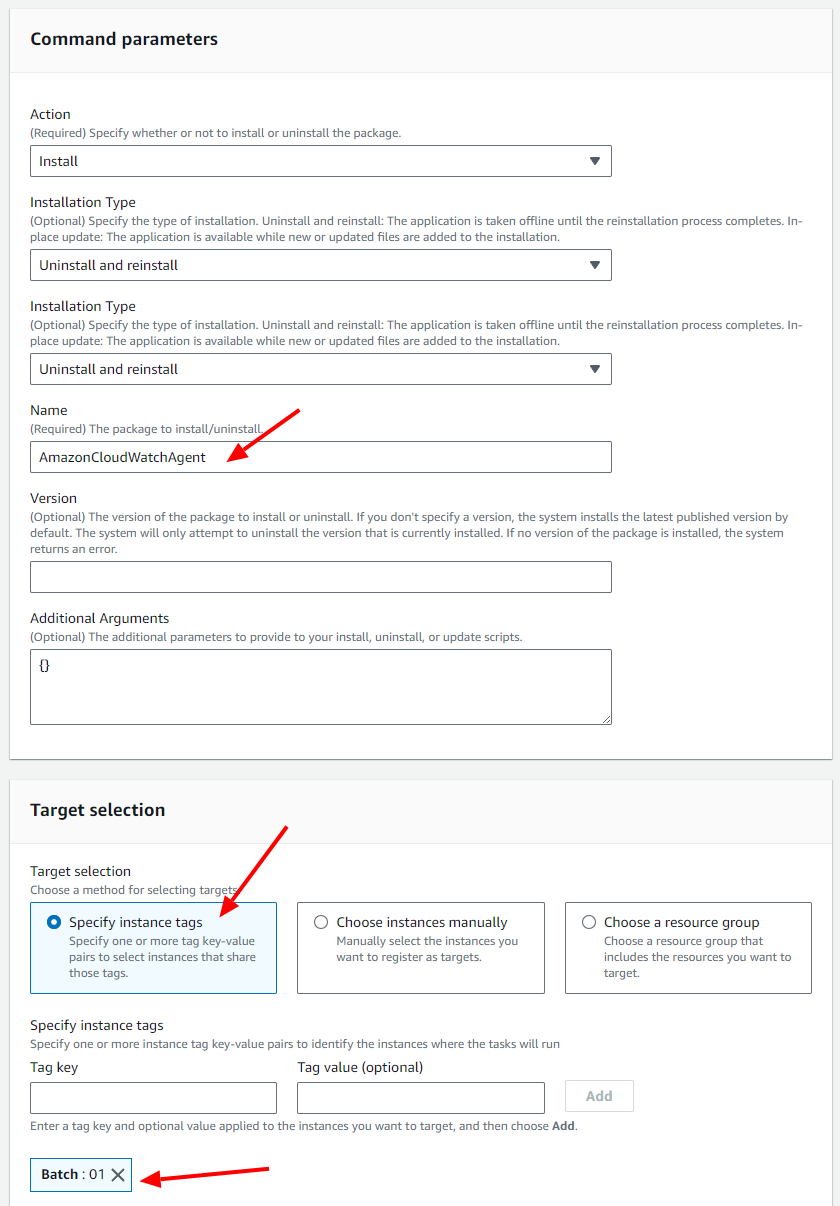 Command parameters
Action
(Required) Specify whether or not to install or uninstall the package.
Install
Installation Type
(Optional) Specify the type of installation. Uninstall and reinstall: The application is taken offline until the reinstallation process completes. In-
place update: The application is available while new or updated files are added to the installation.
Uninstall and reinstall
Installation Type
(Optional) Specify the type of installation. Uninstall and reinstall: The application is taken offline until the reinstallation process completes. In-
place update: The application is available while new or updated files are added to the installation.
Uninstall and reinstall
Name
(Required) The package to install/uninstall.
AmazonCloudWatchAgent
Version
(Optional) The version of the package to install or uninstall. If you don't specify a version, the system installs the latest published version by
default. The system will only attempt to uninstall the version that is currently installed. If no version of the package is installed, the system
returns an error.
Additional Arguments
(Optional) The additional parameters to provide to your install, uninstall, or update scripts.
{}
Target selection
Target selection
Choose a method for selecting targets
Specify instance tags
Specify one or more tag key-value
pairs to select instances that share
those tags.
Choose instances manually
Manually select the instances you
want to register as targets.
Choose a resource group
Choose a resource group that
includes the resources you want to
target.
Specify instance tags
Specify one or more instance tag key-value pairs to identify the instances where the tasks will run
Tag key
Tag value (optional)
Add
Enter a tag key and optional value applied to the instances you want to target, and then choose Add.
Batch : 01